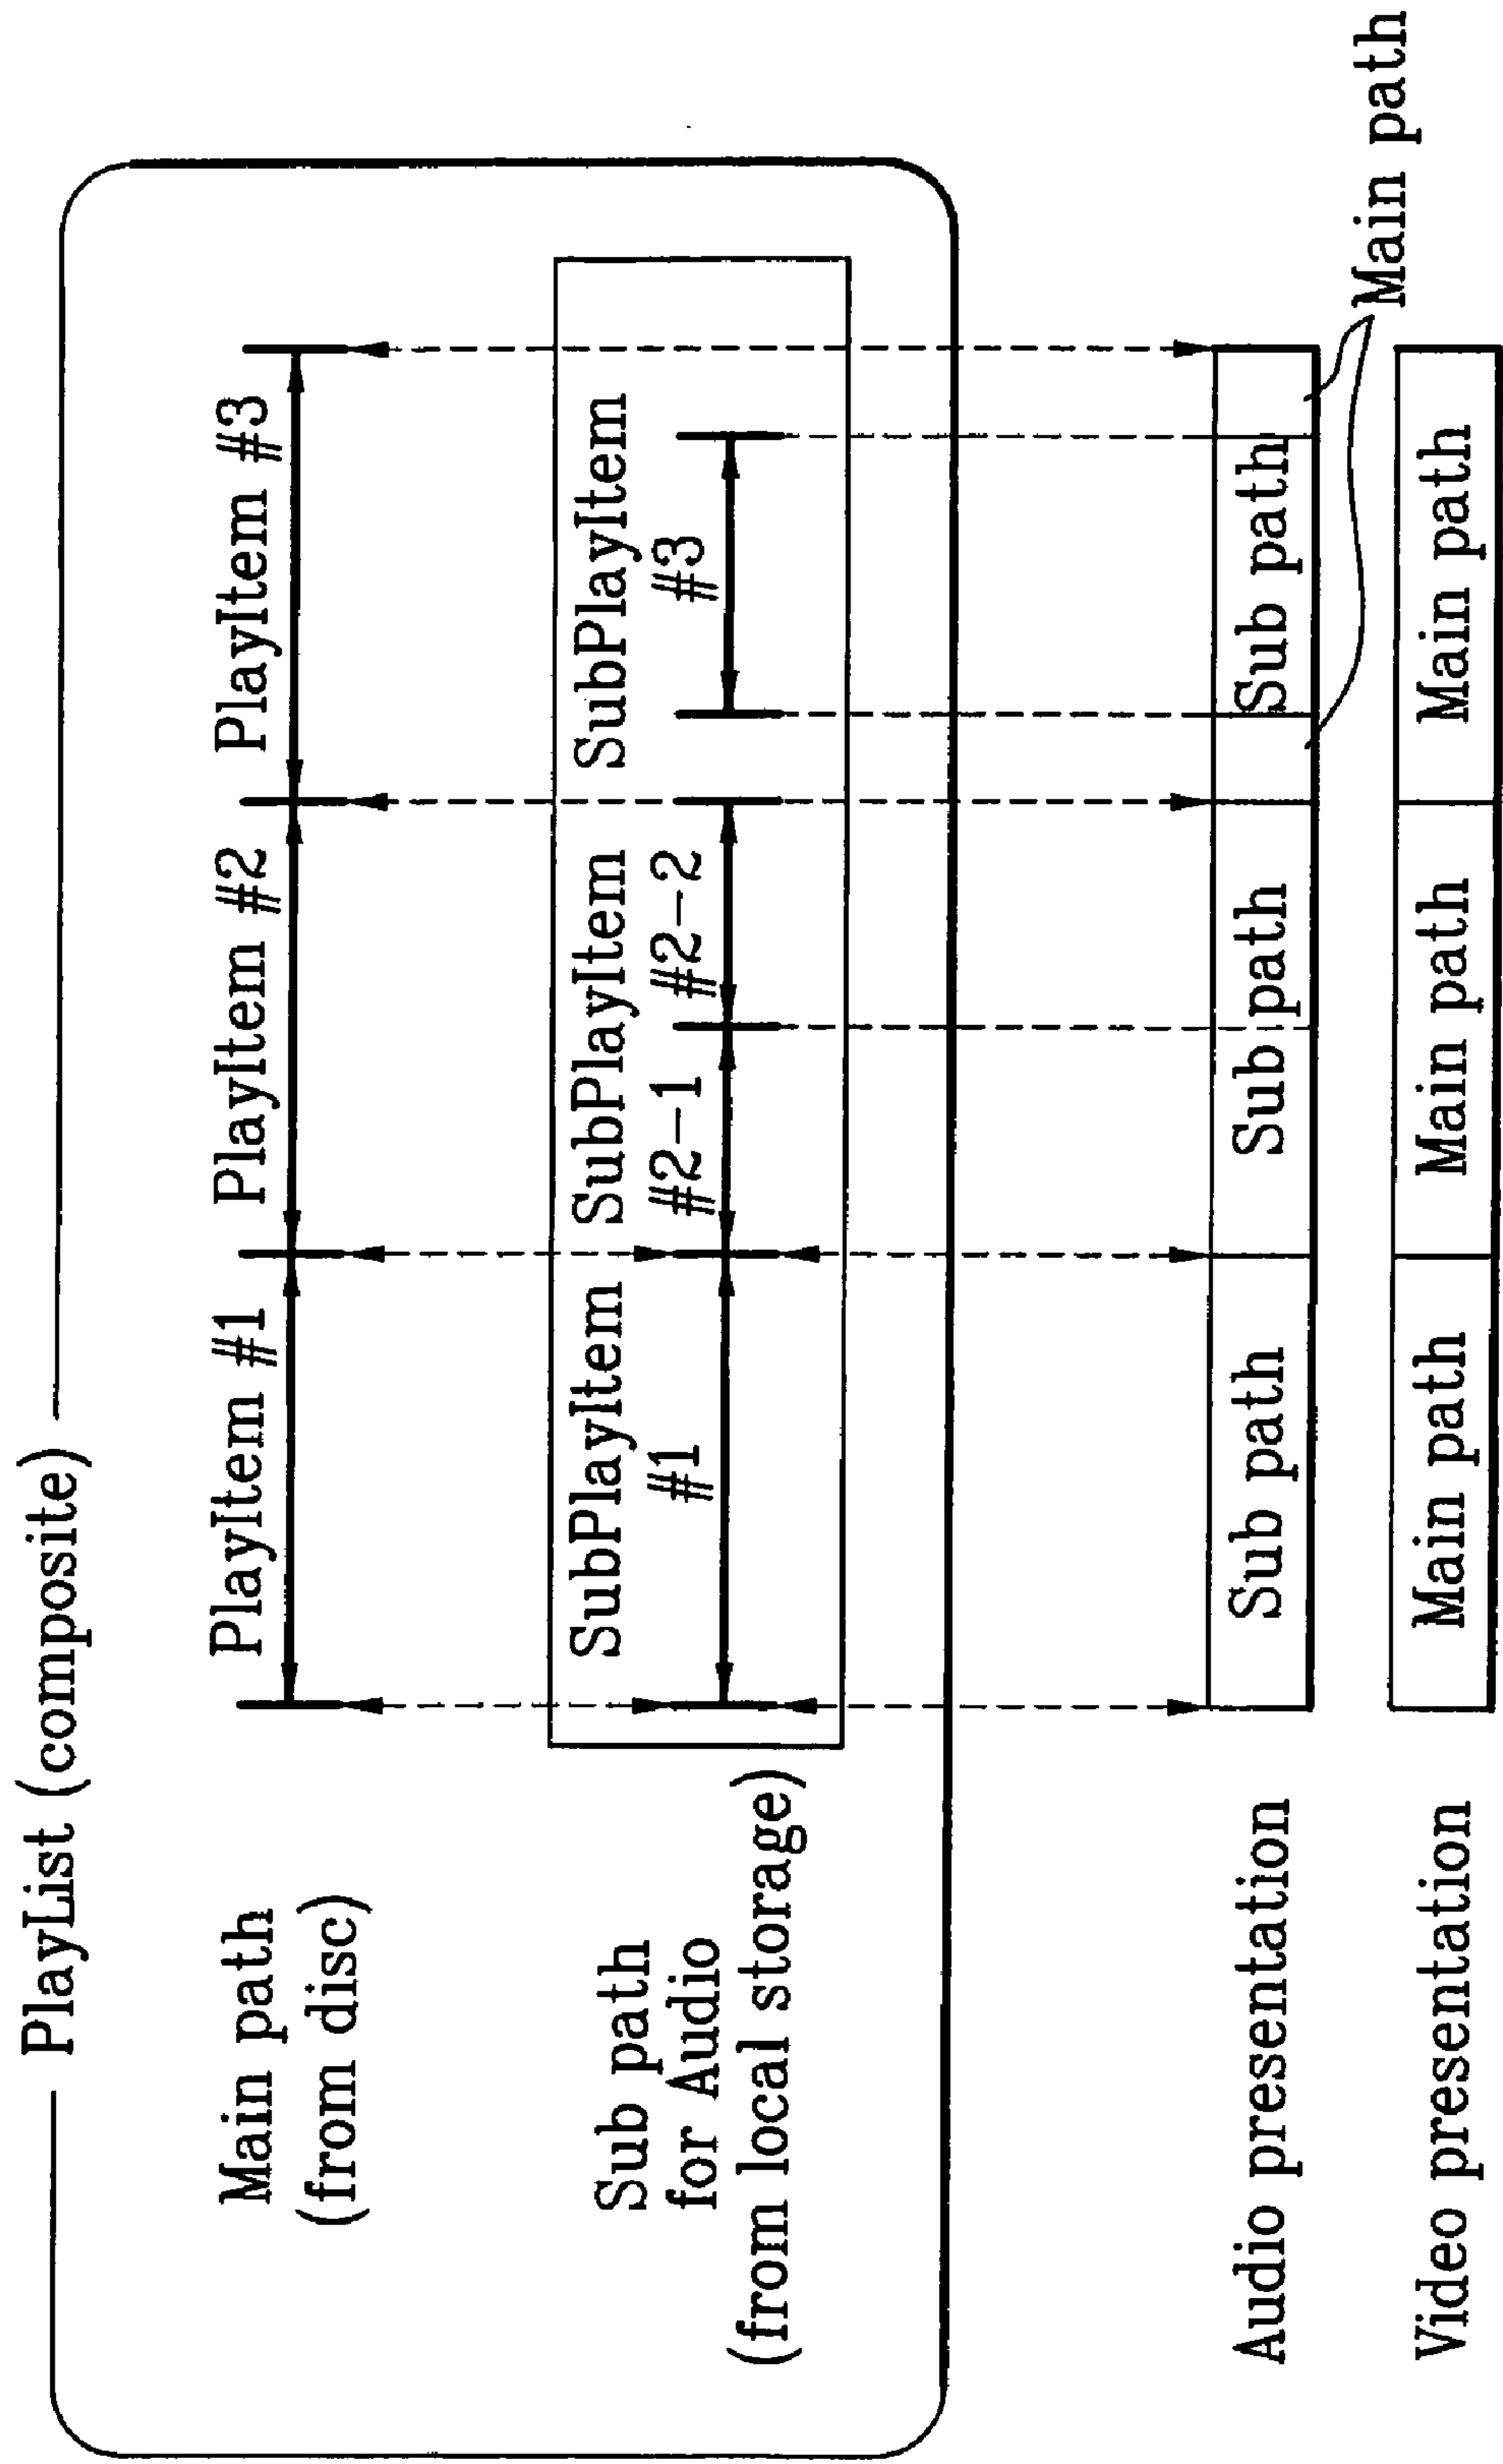 PlayList (composite)
Main path
(from disc)
PlayItem #1
PlayItem #2
PlayItem #3
Sub path
for Audio
(from local storage)
SubPlayItem
#1
SubPlayItem
#2-1 #2-2
SubPlayItem
#3
Audio presentation
Sub path
Sub path
Sub path
Main path
Video presentation
Main path
Main path
Main path